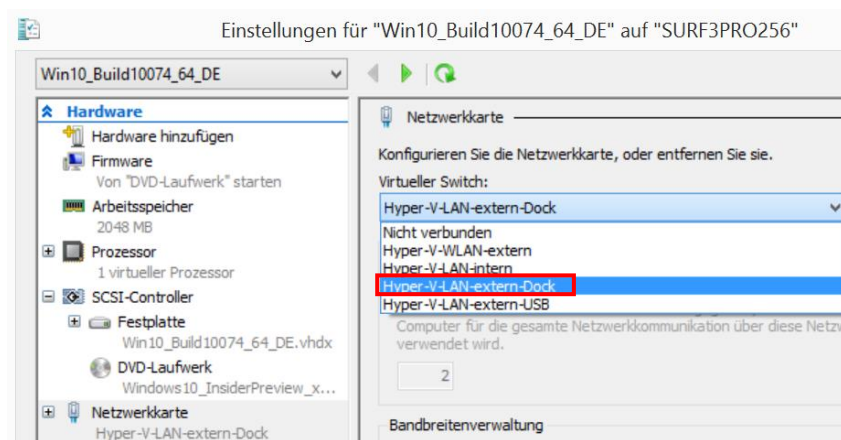 Einstellungen für "Win10_Build10074_64_DE" auf "SURF3PRO256"
Win10_Build10074_64_DE
Hardware
Hardware hinzufügen
Firmware
Von "DVD-Laufwerk" starten
Arbeitsspeicher
2048 MB
Prozessor
1 virtueller Prozessor
SCSI-Controller
Festplatte
Win10_Build10074_64_DE.vhdx
DVD-Laufwerk
Windows10_InsiderPreview_x...
Netzwerkkarte
Hyper-V-LAN-extern-Dock
Netzwerkkarte
Konfigurieren Sie die Netzwerkkarte, oder entfernen Sie sie.
Virtueller Switch:
Hyper-V-LAN-extern-Dock
Nicht verbunden
Hyper-V-WLAN-extern
Hyper-V-LAN-intern
Hyper-V-LAN-extern-Dock
Hyper-V-LAN-extern-USB
Computer für die gesamte Netzwerkkommunikation über diese Netzw
verwendet wird.
2
Bandbreitenverwaltung